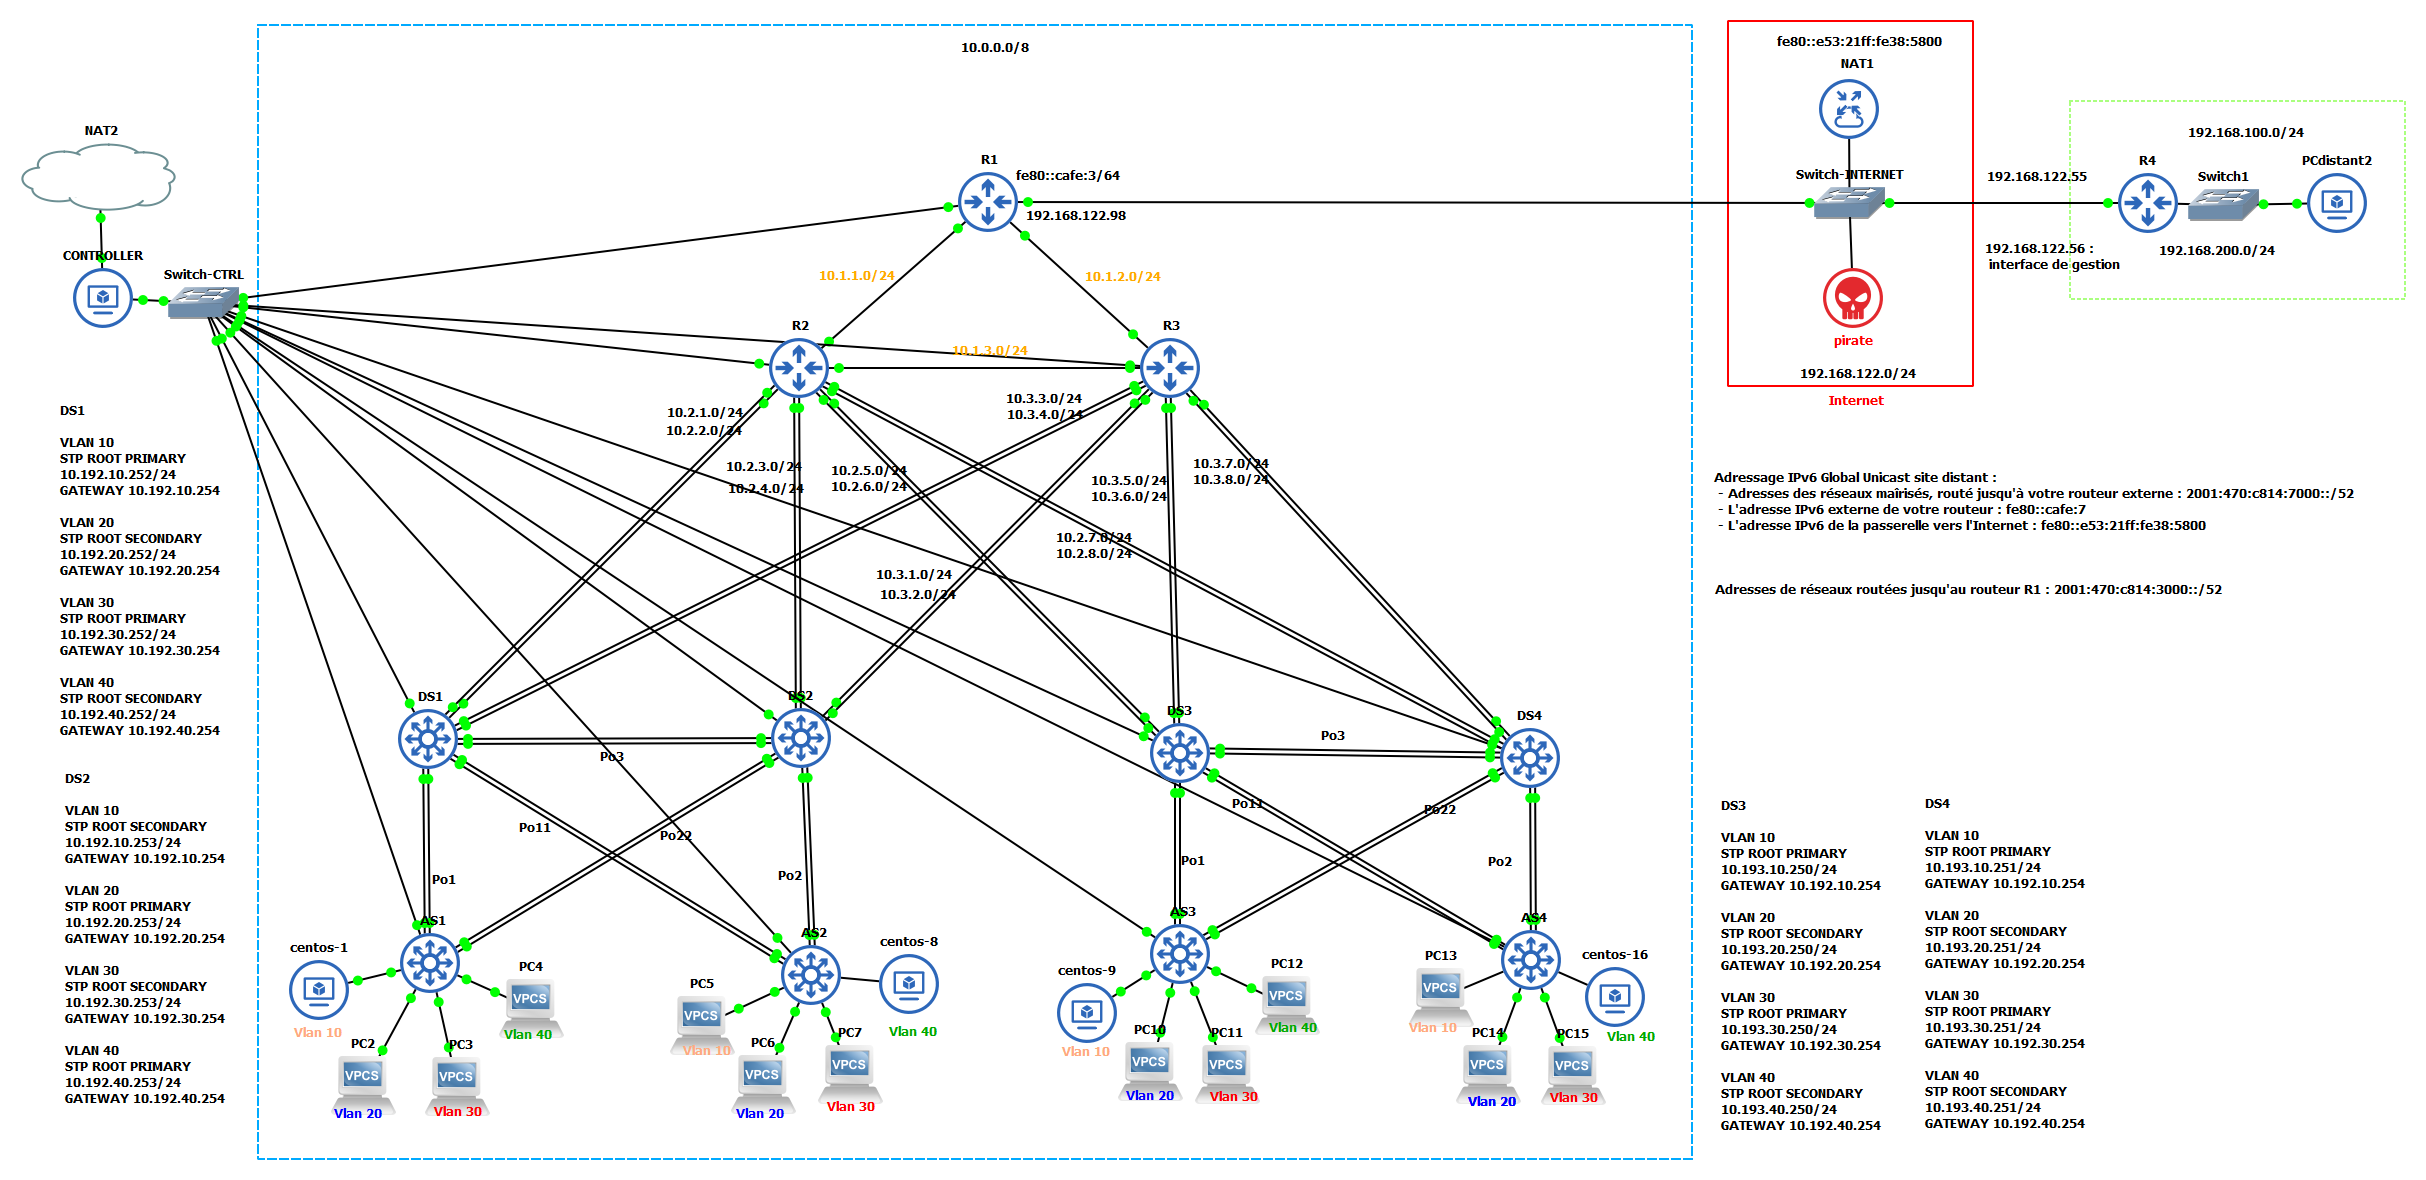 10.0.0.0/8
fe80::e53:21ff:fe38:5800
NAT1
NAT2
192.168.100.0/24
R1
fe80::cafe:3/64
192.168.122.98
Switch-INTERNET
192.168.122.55
R4
Switch1
PCdistant2
192.168.122.56 :
interface de gestion
192.168.200.0/24
pirate
192.168.122.0/24
Internet
CONTROLLER
Switch-CTRL
10.1.1.0/24
10.1.2.0/24
R2
R3
10.1.3.0/24
10.2.1.0/24
10.2.2.0/24
10.3.3.0/24
10.3.4.0/24
10.2.3.0/24
10.2.4.0/24
10.2.5.0/24
10.2.6.0/24
10.3.5.0/24
10.3.6.0/24
10.3.7.0/24
10.3.8.0/24
10.2.7.0/24
10.2.8.0/24
10.3.1.0/24
10.3.2.0/24
DS1
VLAN 10
STP ROOT PRIMARY
10.192.10.252/24
GATEWAY 10.192.10.254
VLAN 20
STP ROOT SECONDARY
10.192.20.252/24
GATEWAY 10.192.20.254
VLAN 30
STP ROOT PRIMARY
10.192.30.252/24
GATEWAY 10.192.30.254
VLAN 40
STP ROOT SECONDARY
10.192.40.252/24
GATEWAY 10.192.40.254
DS2
VLAN 10
STP ROOT SECONDARY
10.192.10.253/24
GATEWAY 10.192.10.254
VLAN 20
STP ROOT PRIMARY
10.192.20.253/24
GATEWAY 10.192.20.254
VLAN 30
STP ROOT SECONDARY
10.192.30.253/24
GATEWAY 10.192.30.254
VLAN 40
STP ROOT PRIMARY
10.192.40.253/24
GATEWAY 10.192.40.254
Adressage IPv6 Global Unicast site distant :
- Adresses des réseaux maîrisés, routé jusqu'à votre routeur externe : 2001:470:c814:7000::/52
- L'adresse IPv6 externe de votre routeur : fe80::cafe:7
- L'adresse IPv6 de la passerelle vers l'Internet : fe80::e53:21ff:fe38:5800
Adresses de réseaux routées jusqu'au routeur R1 : 2001:470:c814:3000::/52
DS1
DS2
DS3
DS4
Po3
Po3
Po11
Po22
Po11
Po22
Po1
Po2
Po1
Po2
AS1
AS2
AS3
AS4
centos-1
Vlan 10
PC2
VPCS
Vlan 20
PC3
VPCS
Vlan 30
PC4
VPCS
Vlan 40
PC5
VPCS
Vlan 10
PC6
VPCS
Vlan 20
PC7
VPCS
Vlan 30
centos-8
Vlan 40
centos-9
Vlan 10
PC10
VPCS
Vlan 20
PC11
VPCS
Vlan 30
PC12
VPCS
Vlan 40
PC13
VPCS
Vlan 10
PC14
VPCS
Vlan 20
PC15
VPCS
Vlan 30
centos-16
Vlan 40
DS3
VLAN 10
STP ROOT PRIMARY
10.193.10.250/24
GATEWAY 10.192.10.254
VLAN 20
STP ROOT SECONDARY
10.193.20.250/24
GATEWAY 10.192.20.254
VLAN 30
STP ROOT PRIMARY
10.193.30.250/24
GATEWAY 10.192.30.254
VLAN 40
STP ROOT SECONDARY
10.193.40.250/24
GATEWAY 10.192.40.254
DS4
VLAN 10
STP ROOT PRIMARY
10.193.10.251/24
GATEWAY 10.192.10.254
VLAN 20
STP ROOT SECONDARY
10.193.20.251/24
GATEWAY 10.192.20.254
VLAN 30
STP ROOT PRIMARY
10.193.30.251/24
GATEWAY 10.192.30.254
VLAN 40
STP ROOT SECONDARY
10.193.40.251/24
GATEWAY 10.192.40.254